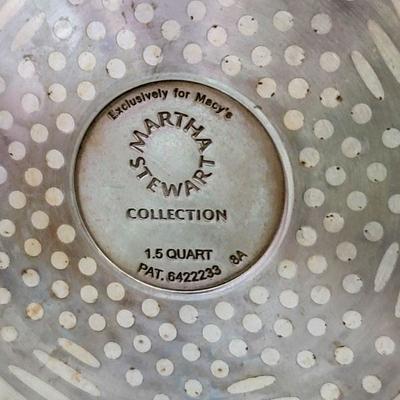 Exclusively for Macy's
MARTHA
STEWART
COLLECTION
1.5 QUART
PAT. 6422233 8A